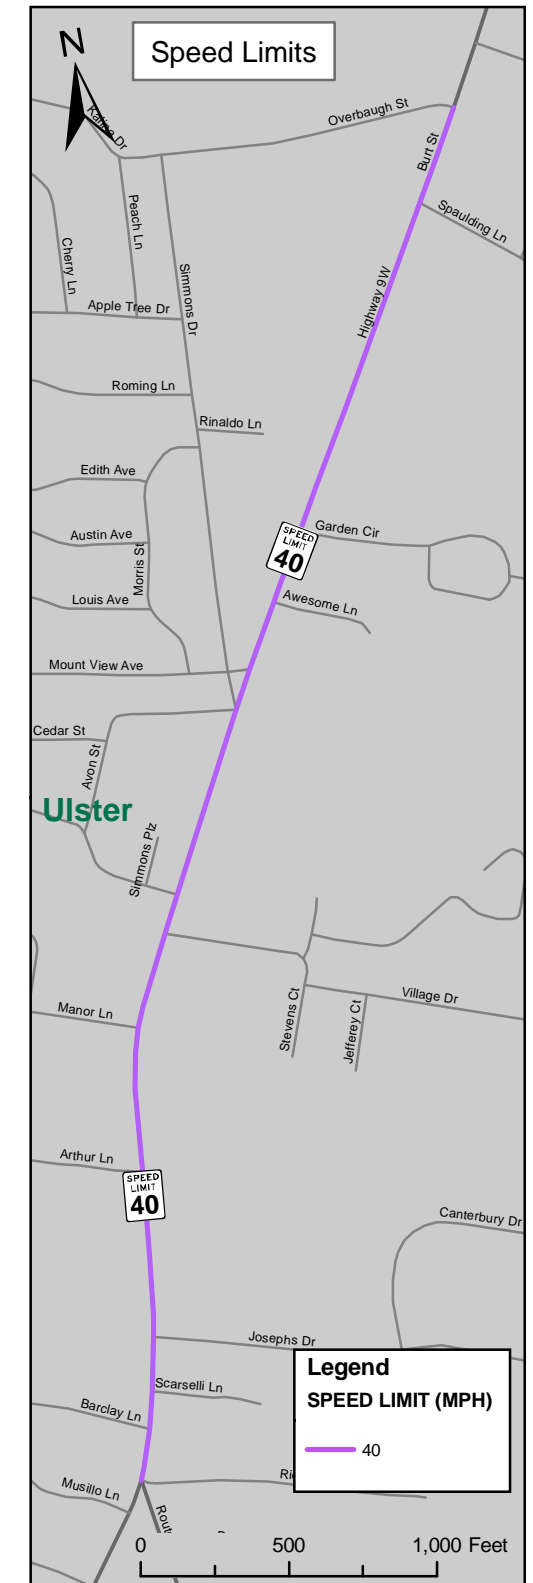 N
Speed Limits
Katrina Dr
Overbaugh St
Burt St
Peach Ln
Spaulding Ln
Cherry Ln
Simmons Dr
Highway 9W
Apple Tree Dr
Roming Ln
Rinaldo Ln
Edith Ave
SPEED
LIMIT
40
Garden Cir
Austin Ave
Morris St
Louis Ave
Awesome Ln
Mount View Ave
Cedar St
Avon St
Ulster
Simmons Plz
Stevens Ct
Village Dr
Manor Ln
Jefferey Ct
Arthur Ln
SPEED
LIMIT
40
Canterbury Dr
Josephs Dr
Legend
SPEED LIMIT (MPH)
40
Scarselli Ln
Barclay Ln
Musillo Ln
0 500 1,000 Feet